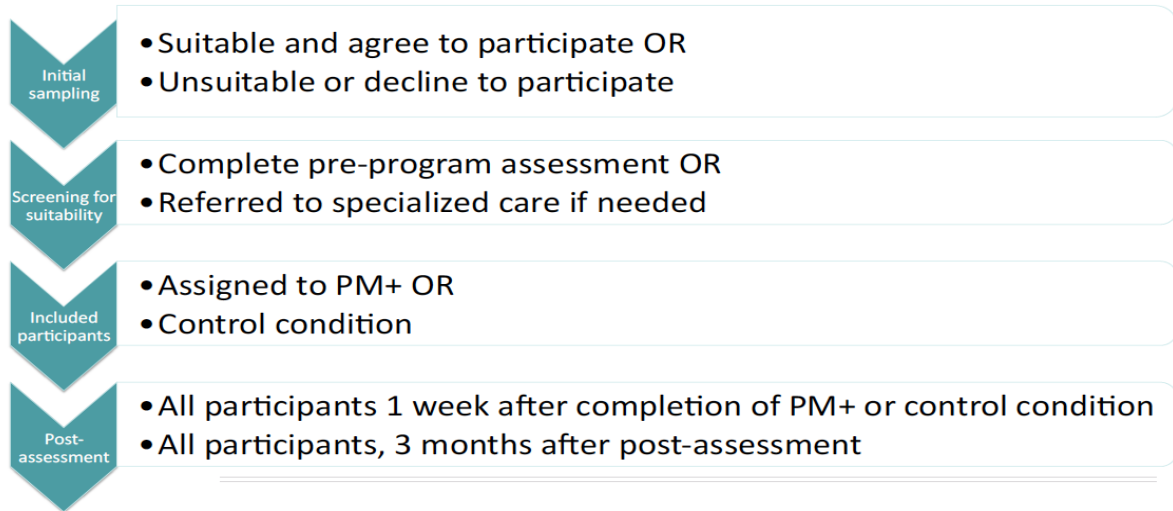 Initial
sampling
•Suitable and agree to participate OR
•Unsuitable or decline to participate
Screening for
suitability
•Complete pre-program assessment OR
•Referred to specialized care if needed
Included
participants
•Assigned to PM+ OR
•Control condition
Post-
assessment
•All participants 1 week after completion of PM+ or control condition
•All participants, 3 months after post-assessment